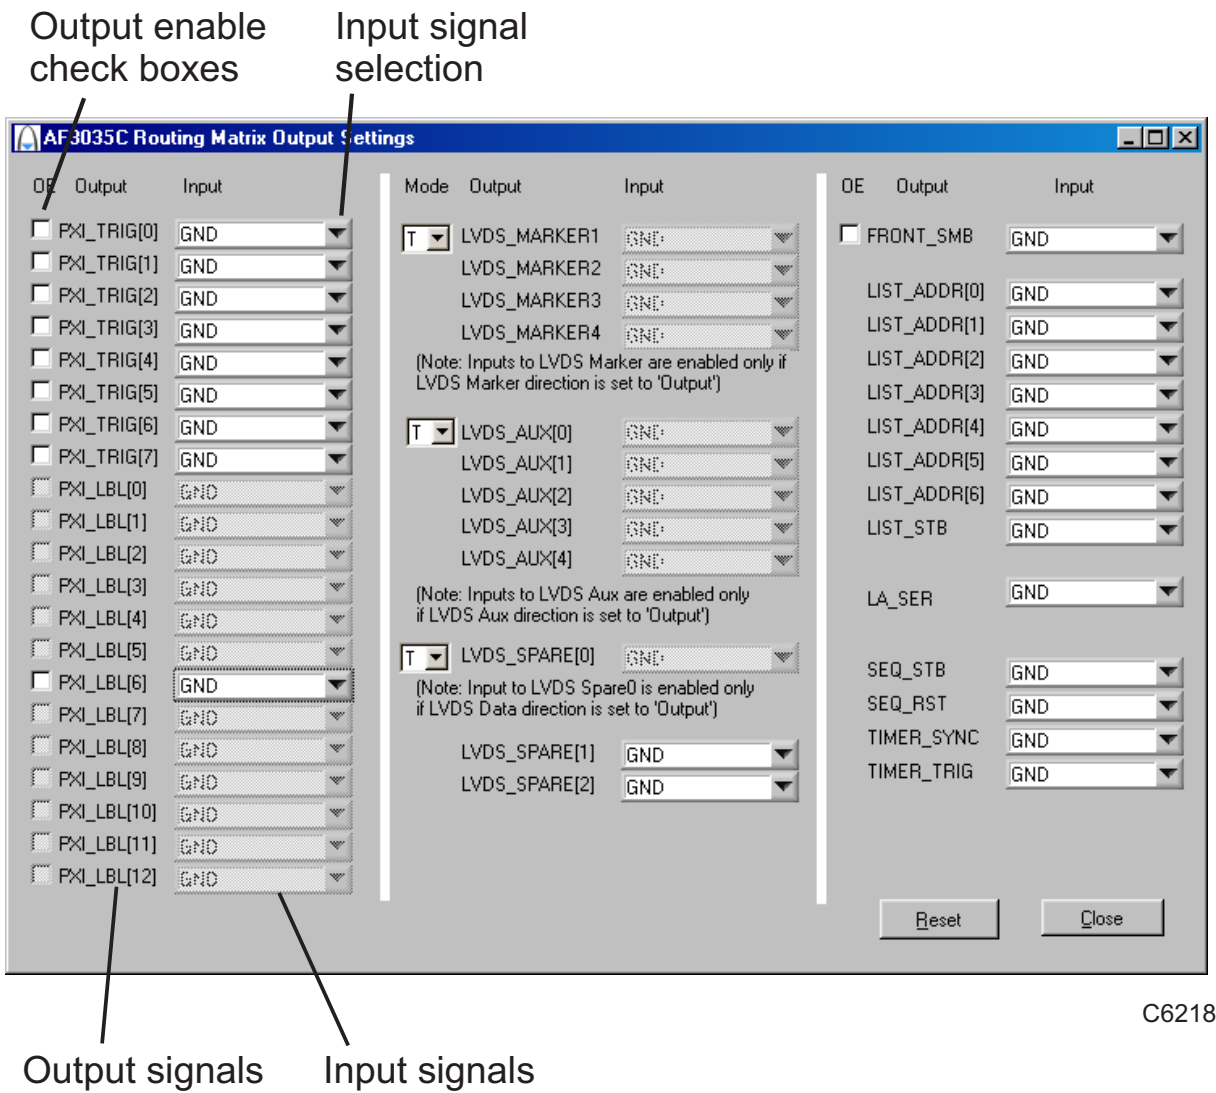 Output enable
check boxes
Input signal
selection
AF3035C Routing Matrix Output Settings
OE Output Input
PXI_TRIG[0] GND
PXI_TRIG[1] GND
PXI_TRIG[2] GND
PXI_TRIG[3] GND
PXI_TRIG[4] GND
PXI_TRIG[5] GND
PXI_TRIG[6] GND
PXI_TRIG[7] GND
PXI_LBL[0] GND
PXI_LBL[1] GND
PXI_LBL[2] GND
PXI_LBL[3] GND
PXI_LBL[4] GND
PXI_LBL[5] GND
PXI_LBL[6] GND
PXI_LBL[7] GND
PXI_LBL[8] GND
PXI_LBL[9] GND
PXI_LBL[10] GND
PXI_LBL[11] GND
PXI_LBL[12] GND
Mode Output Input
T LVDS_MARKER1 GND
LVDS_MARKER2 GND
LVDS_MARKER3 GND
LVDS_MARKER4 GND
(Note: Inputs to LVDS Marker are enabled only if
LVDS Marker direction is set to 'Output')
T LVDS_AUX[0] GND
LVDS_AUX[1] GND
LVDS_AUX[2] GND
LVDS_AUX[3] GND
LVDS_AUX[4] GND
(Note: Inputs to LVDS Aux are enabled only
if LVDS Aux direction is set to 'Output')
T LVDS_SPARE[0] GND
(Note: Input to LVDS Spare0 is enabled only
if LVDS Data direction is set to 'Output')
LVDS_SPARE[1] GND
LVDS_SPARE[2] GND
OE Output Input
FRONT_SMB GND
LIST_ADDR[0] GND
LIST_ADDR[1] GND
LIST_ADDR[2] GND
LIST_ADDR[3] GND
LIST_ADDR[4] GND
LIST_ADDR[5] GND
LIST_ADDR[6] GND
LIST_STB GND
LA_SER GND
SEQ_STB GND
SEQ_RST GND
TIMER_SYNC GND
TIMER_TRIG GND
Reset Close
C6218
Output signals
Input signals